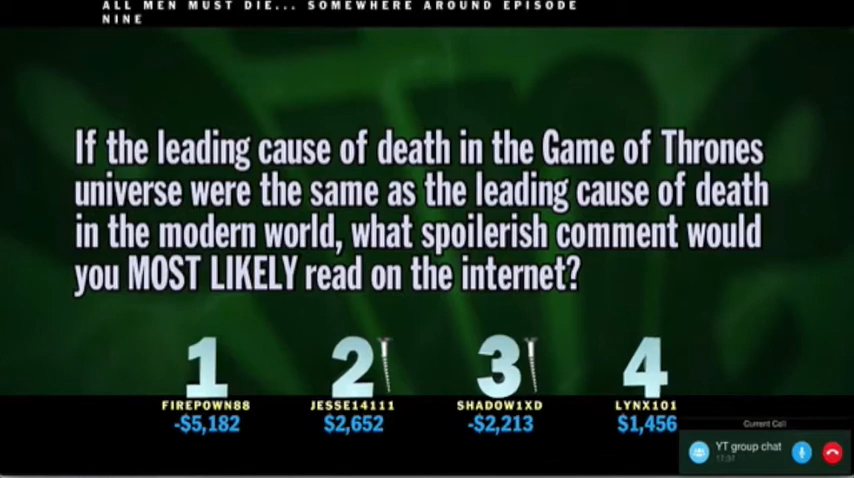 ALL MEN MUST DIE... SOMEWHERE AROUND EPISODE
NINE
If the leading cause of death in the Game of Thrones
universe were the same as the leading cause of death
in the modern world, what spoilerish comment would
you MOST LIKELY read on the internet?
1 2 3 4
FIREPOWN88 JESSE14111 SHADOW1XD LYNX101
-$5,182 $2,652 -$2,213 $1,456
Current Call
YT group chat